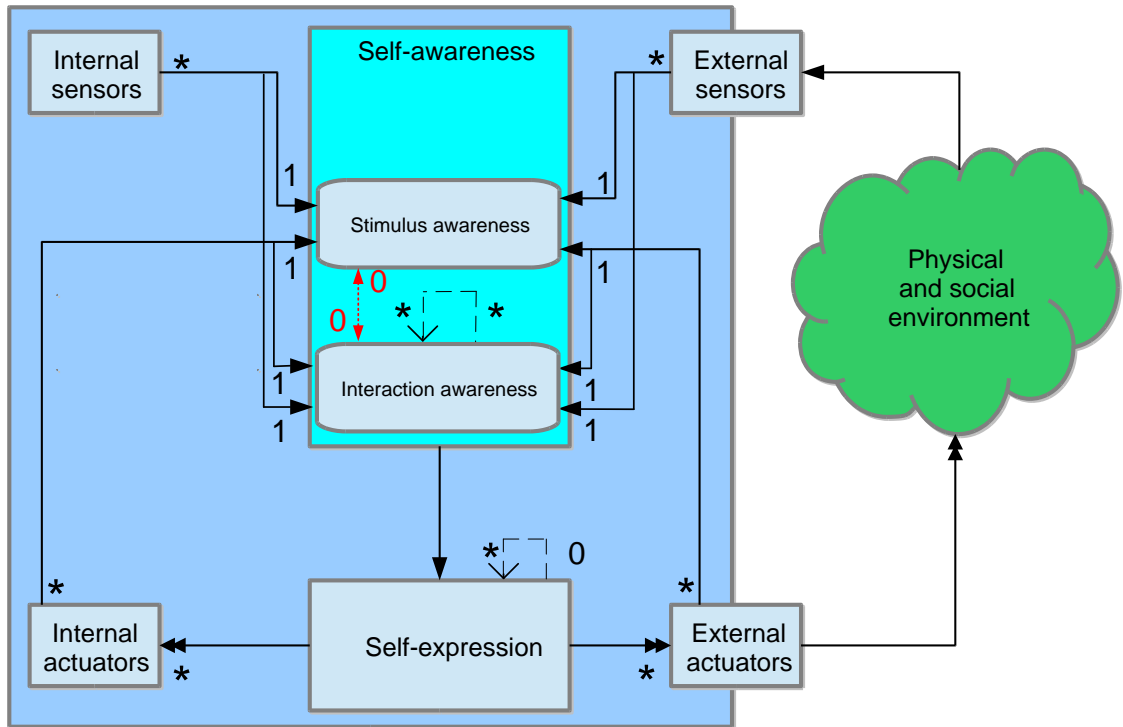 Internal
sensors
*
Self-awareness
*
External
sensors
1
1
Stimulus awareness
1
1
0
0
*
*
Interaction awareness
1
1
1
1
Physical
and social
environment
*
0
*
*
Internal
actuators
*
Self-expression
*
External
actuators